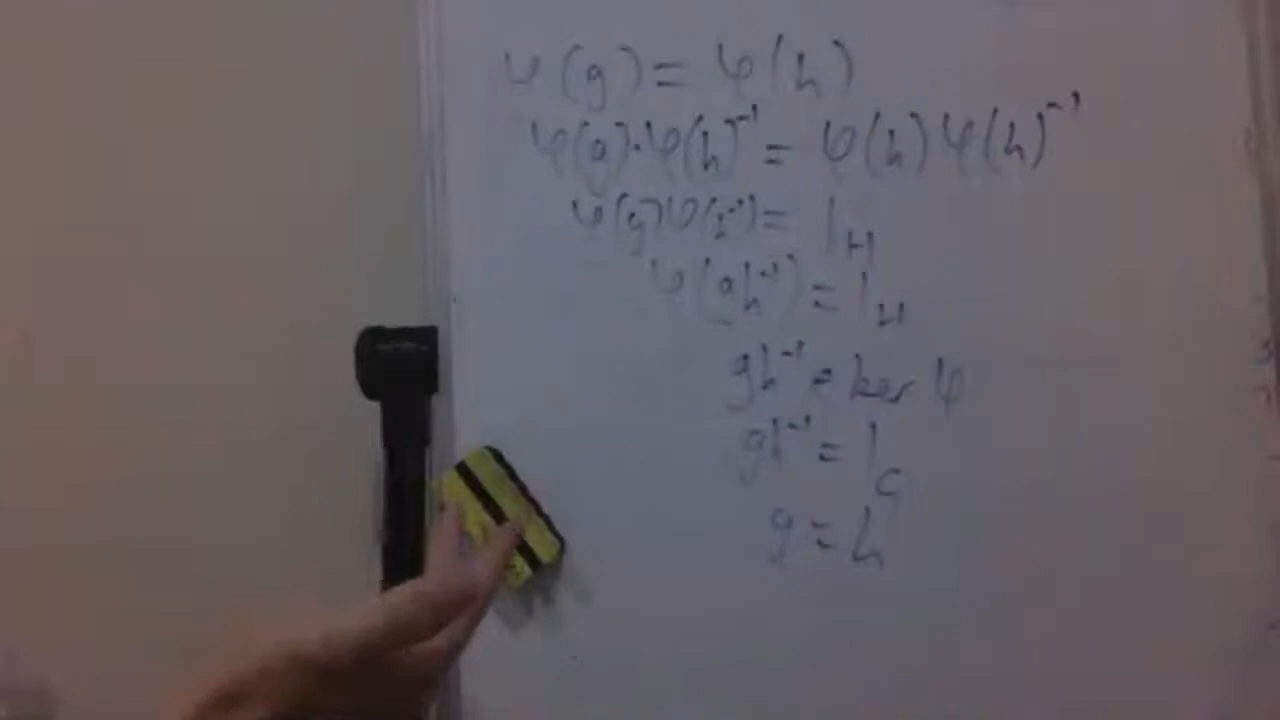 φ(g) = φ(h)
φ(g)·φ(h)⁻¹ = φ(h)φ(h)⁻¹
φ(g)φ(h⁻¹) = 1_H
φ(gh⁻¹) = 1_H
gh⁻¹ ∈ ker φ
gh⁻¹ = 1_G
g = h